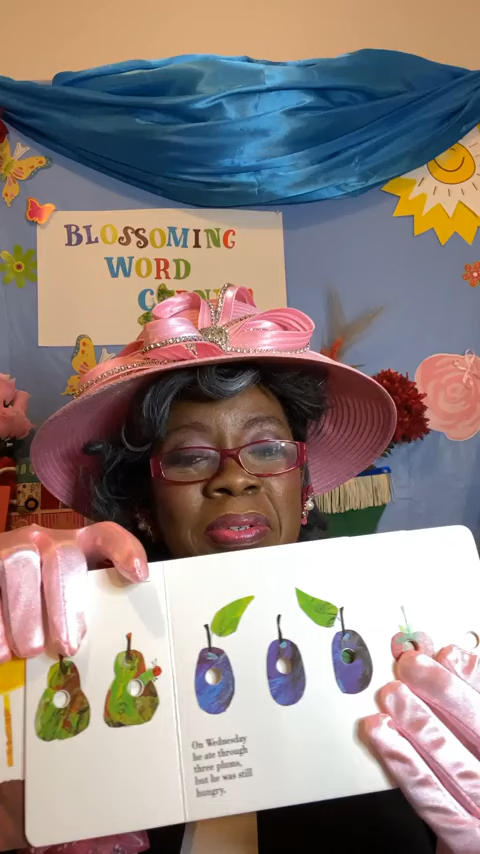 BLOSSOMING
WORD
On Wednesday
he ate through
three plums,
but he was still
hungry.